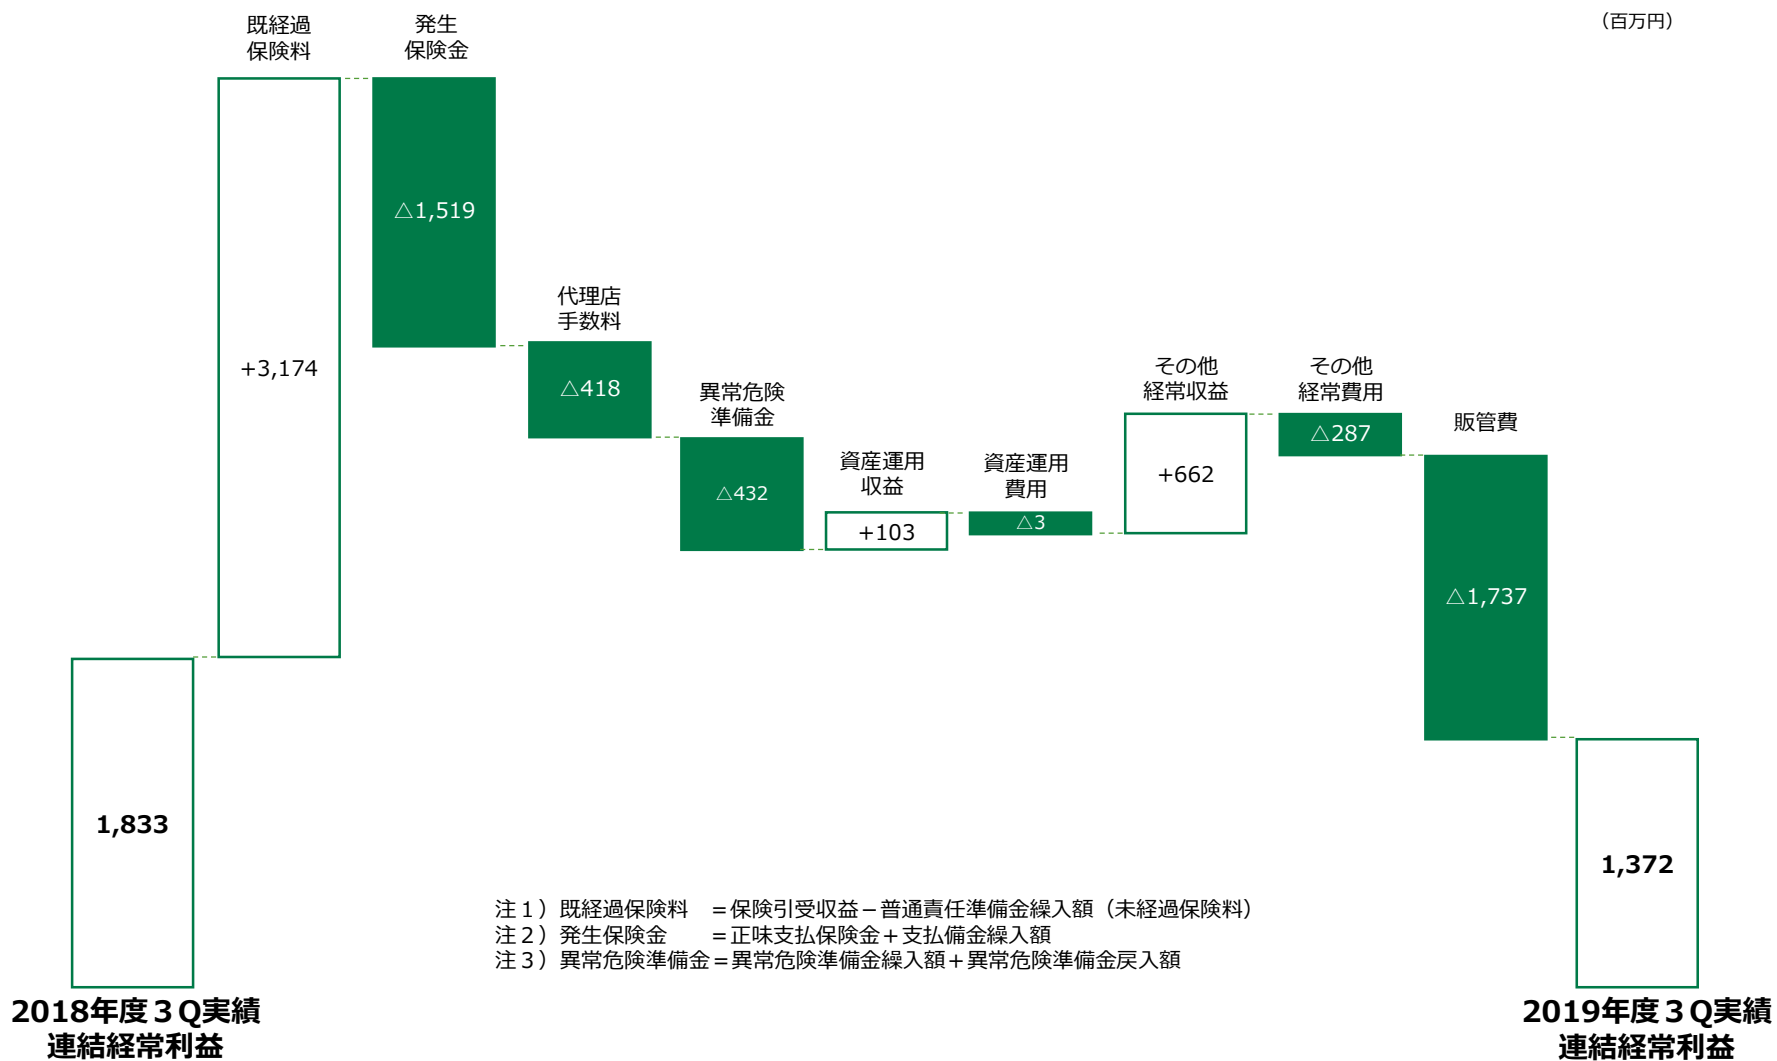 （百万円）
既経過
保険料
発生
保険金
△1,519
+3,174
代理店
手数料
△418
異常危険
準備金
△432
資産運用
収益
+103
資産運用
費用
△3
その他
経常収益
+662
その他
経常費用
△287
販管費
△1,737
1,833
1,372
注１）既経過保険料　＝保険引受収益－普通責任準備金繰入額（未経過保険料）
注２）発生保険金　　＝正味支払保険金＋支払備金繰入額
注３）異常危険準備金＝異常危険準備金繰入額＋異常危険準備金戻入額
2018年度３Q実績
連結経常利益
2019年度３Q実績
連結経常利益